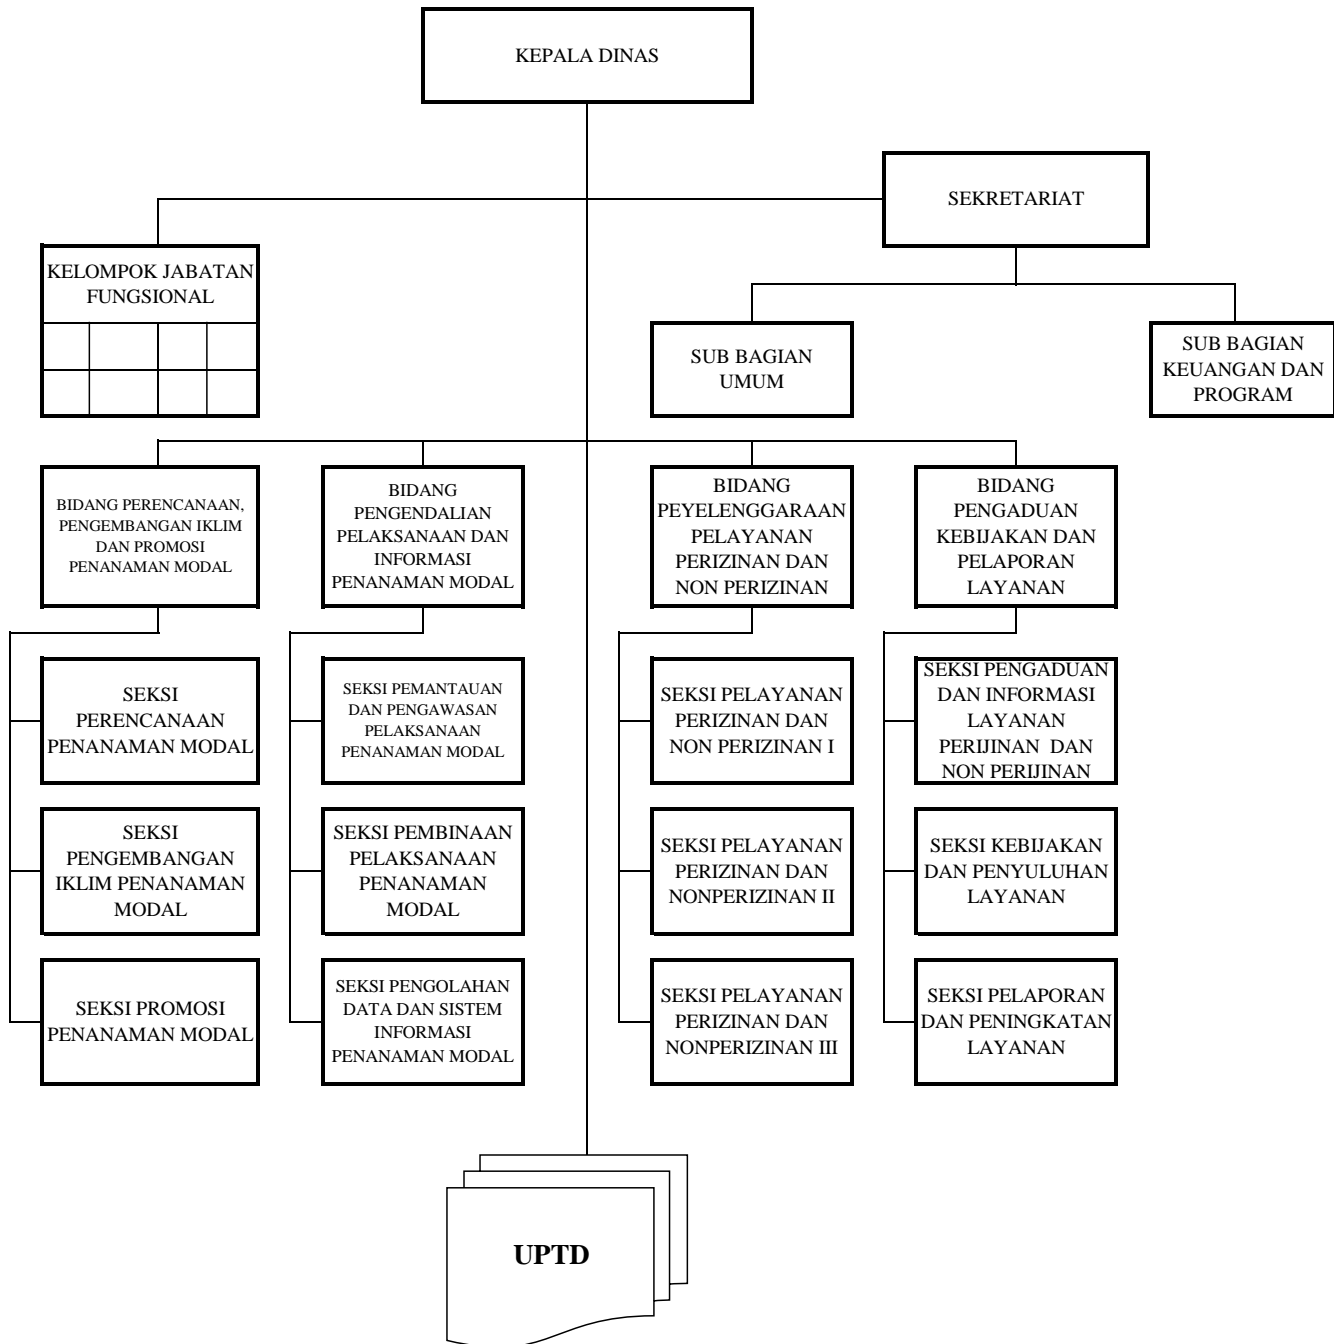 KEPALA DINAS
SEKRETARIAT
KELOMPOK JABATAN
FUNGSIONAL
SUB BAGIAN
UMUM
SUB BAGIAN
KEUANGAN DAN
PROGRAM
BIDANG PERENCANAAN,
PENGEMBANGAN IKLIM
DAN PROMOSI
PENANAMAN MODAL
BIDANG
PENGENDALIAN
PELAKSANAAN DAN
INFORMASI
PENANAMAN MODAL
BIDANG
PEYELENGGARAAN
PELAYANAN
PERIZINAN DAN
NON PERIZINAN
BIDANG
PENGADUAN
KEBIJAKAN DAN
PELAPORAN
LAYANAN
SEKSI
PERENCANAAN
PENANAMAN MODAL
SEKSI PEMANTAUAN
DAN PENGAWASAN
PELAKSANAAN
PENANAMAN MODAL
SEKSI PELAYANAN
PERIZINAN DAN
NON PERIZINAN I
SEKSI PENGADUAN
DAN INFORMASI
LAYANAN
PERIJINAN  DAN
NON PERIJINAN
SEKSI
PENGEMBANGAN
IKLIM PENANAMAN
MODAL
SEKSI PEMBINAAN
PELAKSANAAN
PENANAMAN
MODAL
SEKSI PELAYANAN
PERIZINAN DAN
NONPERIZINAN II
SEKSI KEBIJAKAN
DAN PENYULUHAN
LAYANAN
SEKSI PROMOSI
PENANAMAN MODAL
SEKSI PENGOLAHAN
DATA DAN SISTEM
INFORMASI
PENANAMAN MODAL
SEKSI PELAYANAN
PERIZINAN DAN
NONPERIZINAN III
SEKSI PELAPORAN
DAN PENINGKATAN
LAYANAN
UPTD